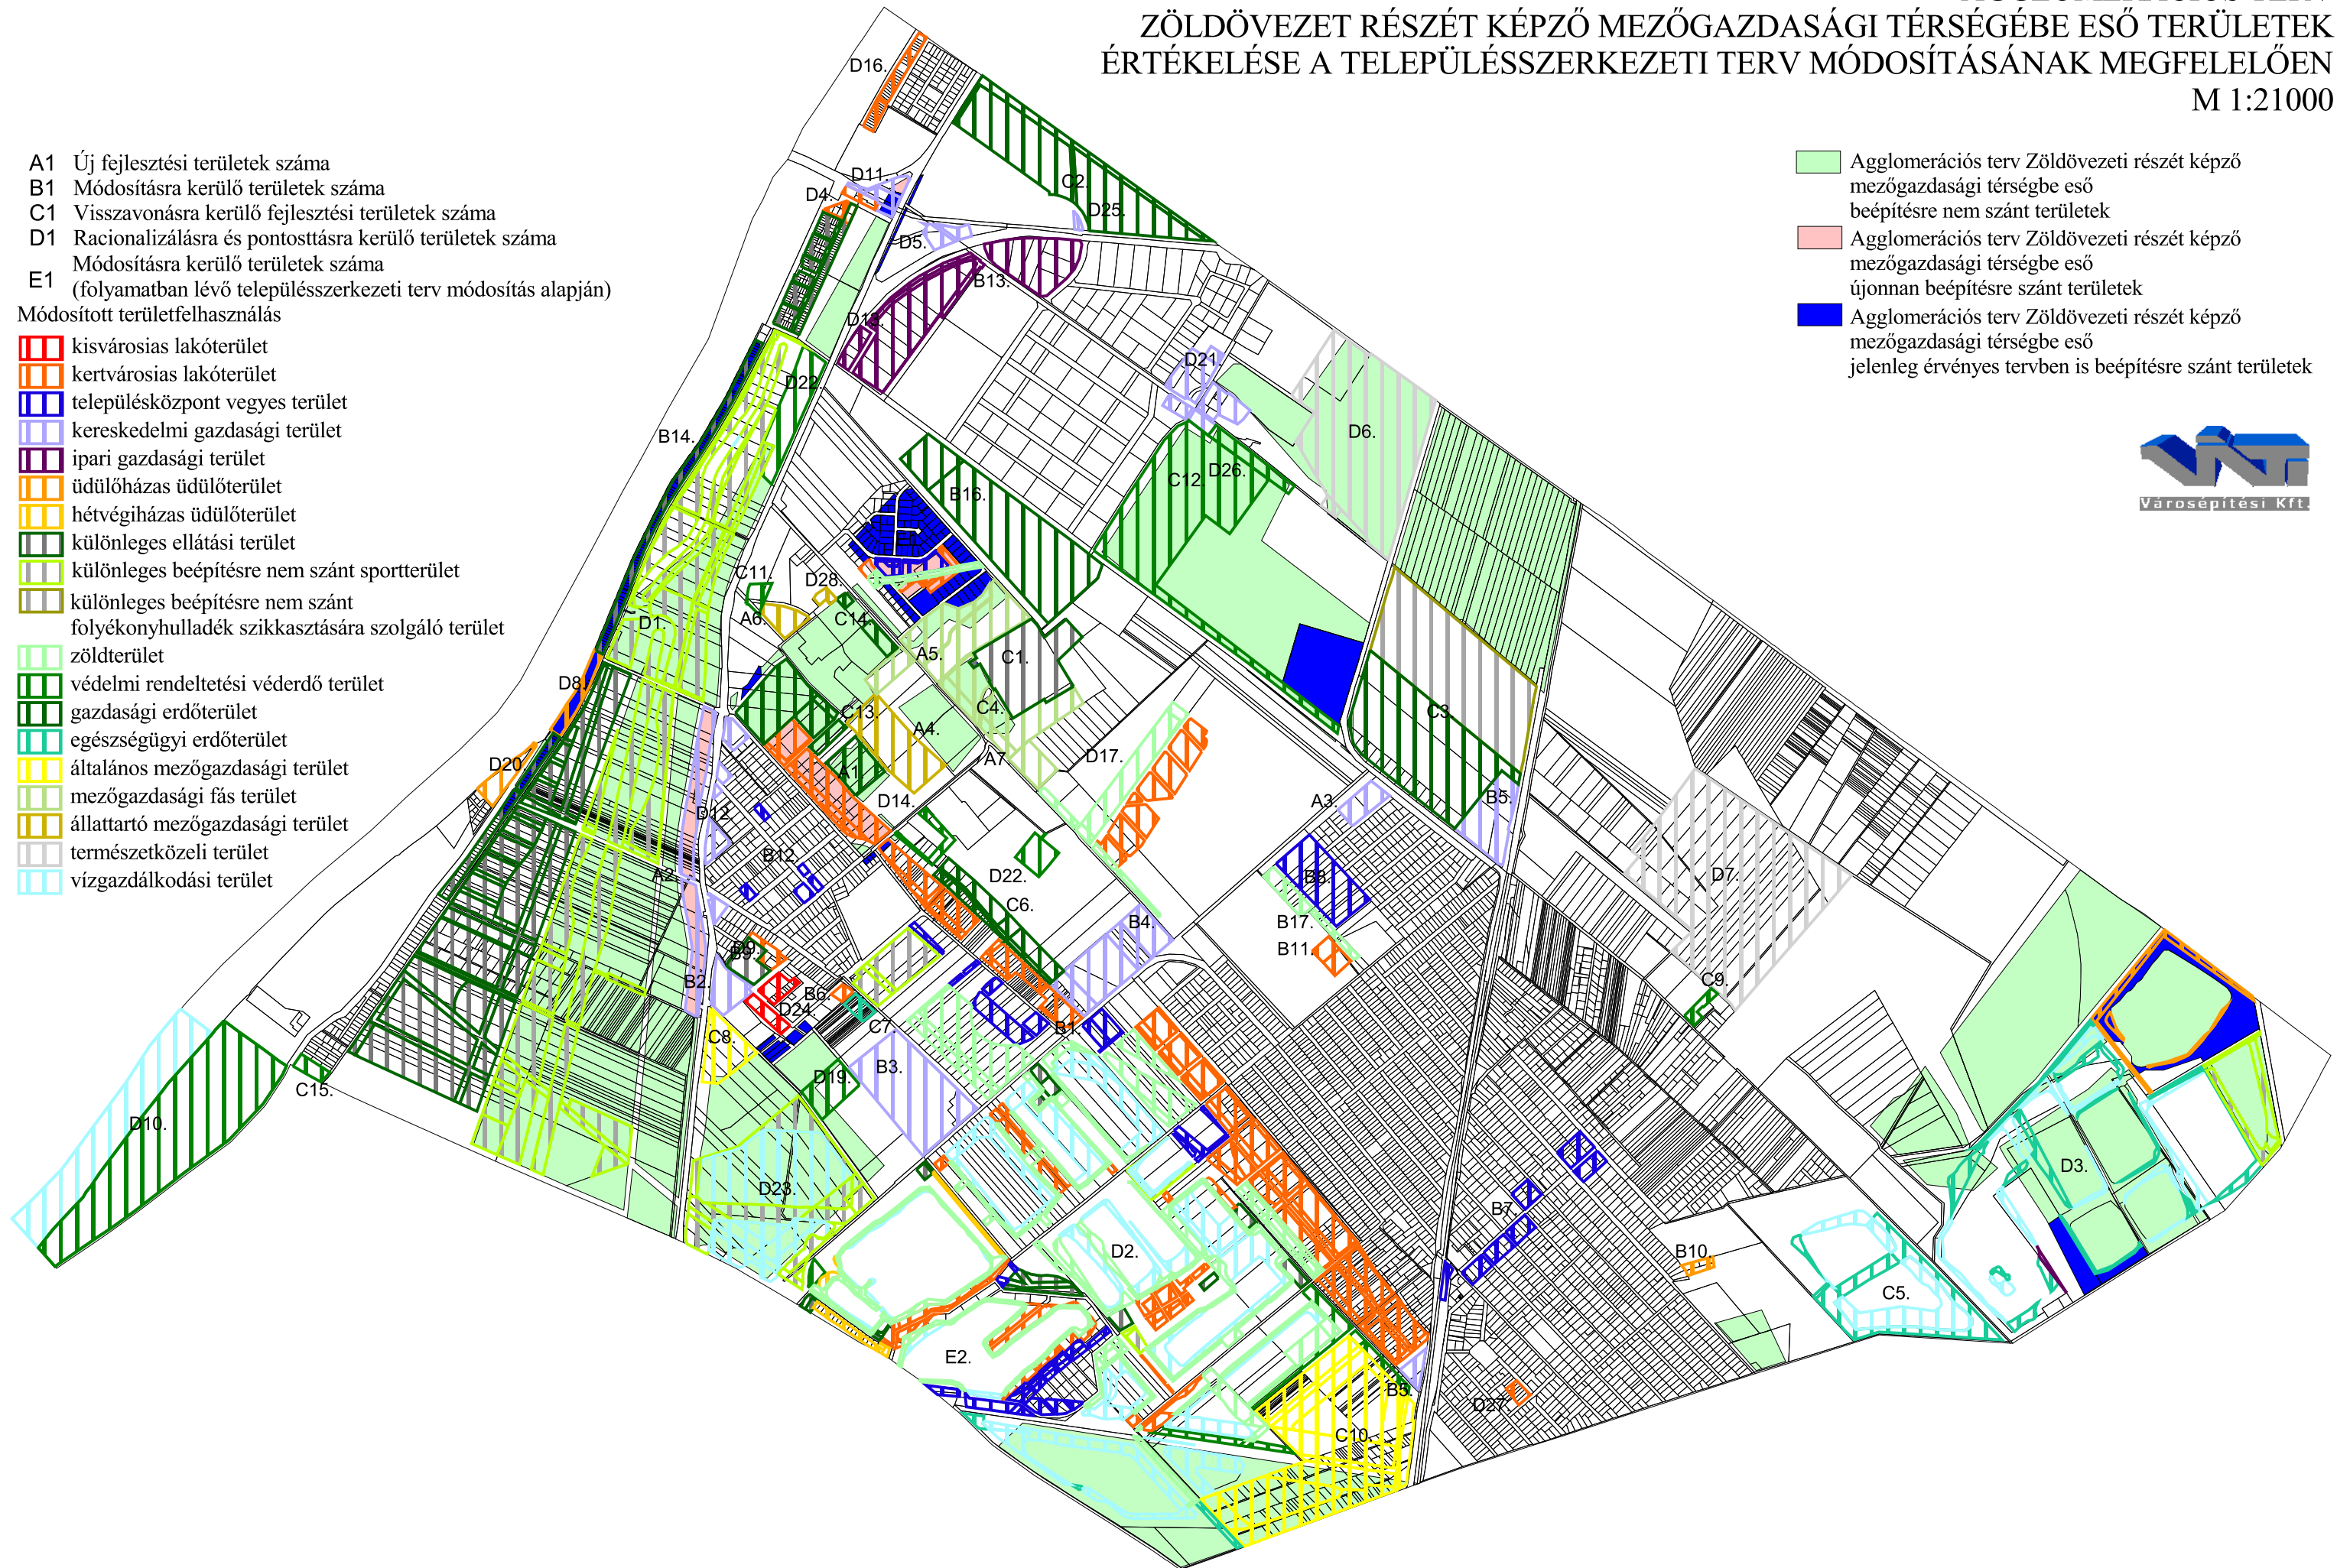 ZÖLDÖVEZET RÉSZÉT KÉPZŐ MEZŐGAZDASÁGI TÉRSÉGÉBE ESŐ TERÜLETEK
ÉRTÉKELÉSE A TELEPÜLÉSSZERKEZETI TERV MÓDOSÍTÁSÁNAK MEGFELELŐEN
M 1:21000
A1 Új fejlesztési területek száma
B1 Módosításra kerülő területek száma
C1 Visszavonásra kerülő fejlesztési területek száma
D1 Racionalizálásra és pontosttásra kerülő területek száma
E1 Módosításra kerülő területek száma
(folyamatban lévő településszerkezeti terv módosítás alapján)
Módosított területfelhasználás
kisvárosias lakóterület
kertvárosias lakóterület
településközpont vegyes terület
kereskedelmi gazdasági terület
ipari gazdasági terület
üdülőházas üdülőterület
hétvégiházas üdülőterület
különleges ellátási terület
különleges beépítésre nem szánt sportterület
különleges beépítésre nem szánt
folyékonyhulladék szikkasztására szolgáló terület
zöldterület
védelmi rendeltetési véderdő terület
gazdasági erdőterület
egészségügyi erdőterület
általános mezőgazdasági terület
mezőgazdasági fás terület
állattartó mezőgazdasági terület
természetközeli terület
vízgazdálkodási terület
Agglomerációs terv Zöldövezeti részét képző
mezőgazdasági térségbe eső
beépítésre nem szánt területek
Agglomerációs terv Zöldövezeti részét képző
mezőgazdasági térségbe eső
újonnan beépítésre szánt területek
Agglomerációs terv Zöldövezeti részét képző
mezőgazdasági térségbe eső
jelenleg érvényes tervben is beépítésre szánt területek
Városépítési Kft.
D16.
D11.
D4.
C2.
D25.
D5.
B13.
D13.
D21.
D22.
D6.
B14.
C12.
D26.
B16.
C11.
D28.
A6.
C14.
D1.
A5.
C1.
D8.
C4.
C13.
A4.
C3.
D20.
A7.
D17.
A1.
D14.
A3.
B5.
D12.
B12.
A2.
D22.
C6.
B8.
D7.
B17.
B4.
B11.
D9.
B9.
B2.
B6.
D24.
C9.
C7.
B1.
C8.
B3.
D19.
C15.
D10.
D3.
D23.
B7.
D2.
B10.
C5.
E2.
B5.
D27.
C10.